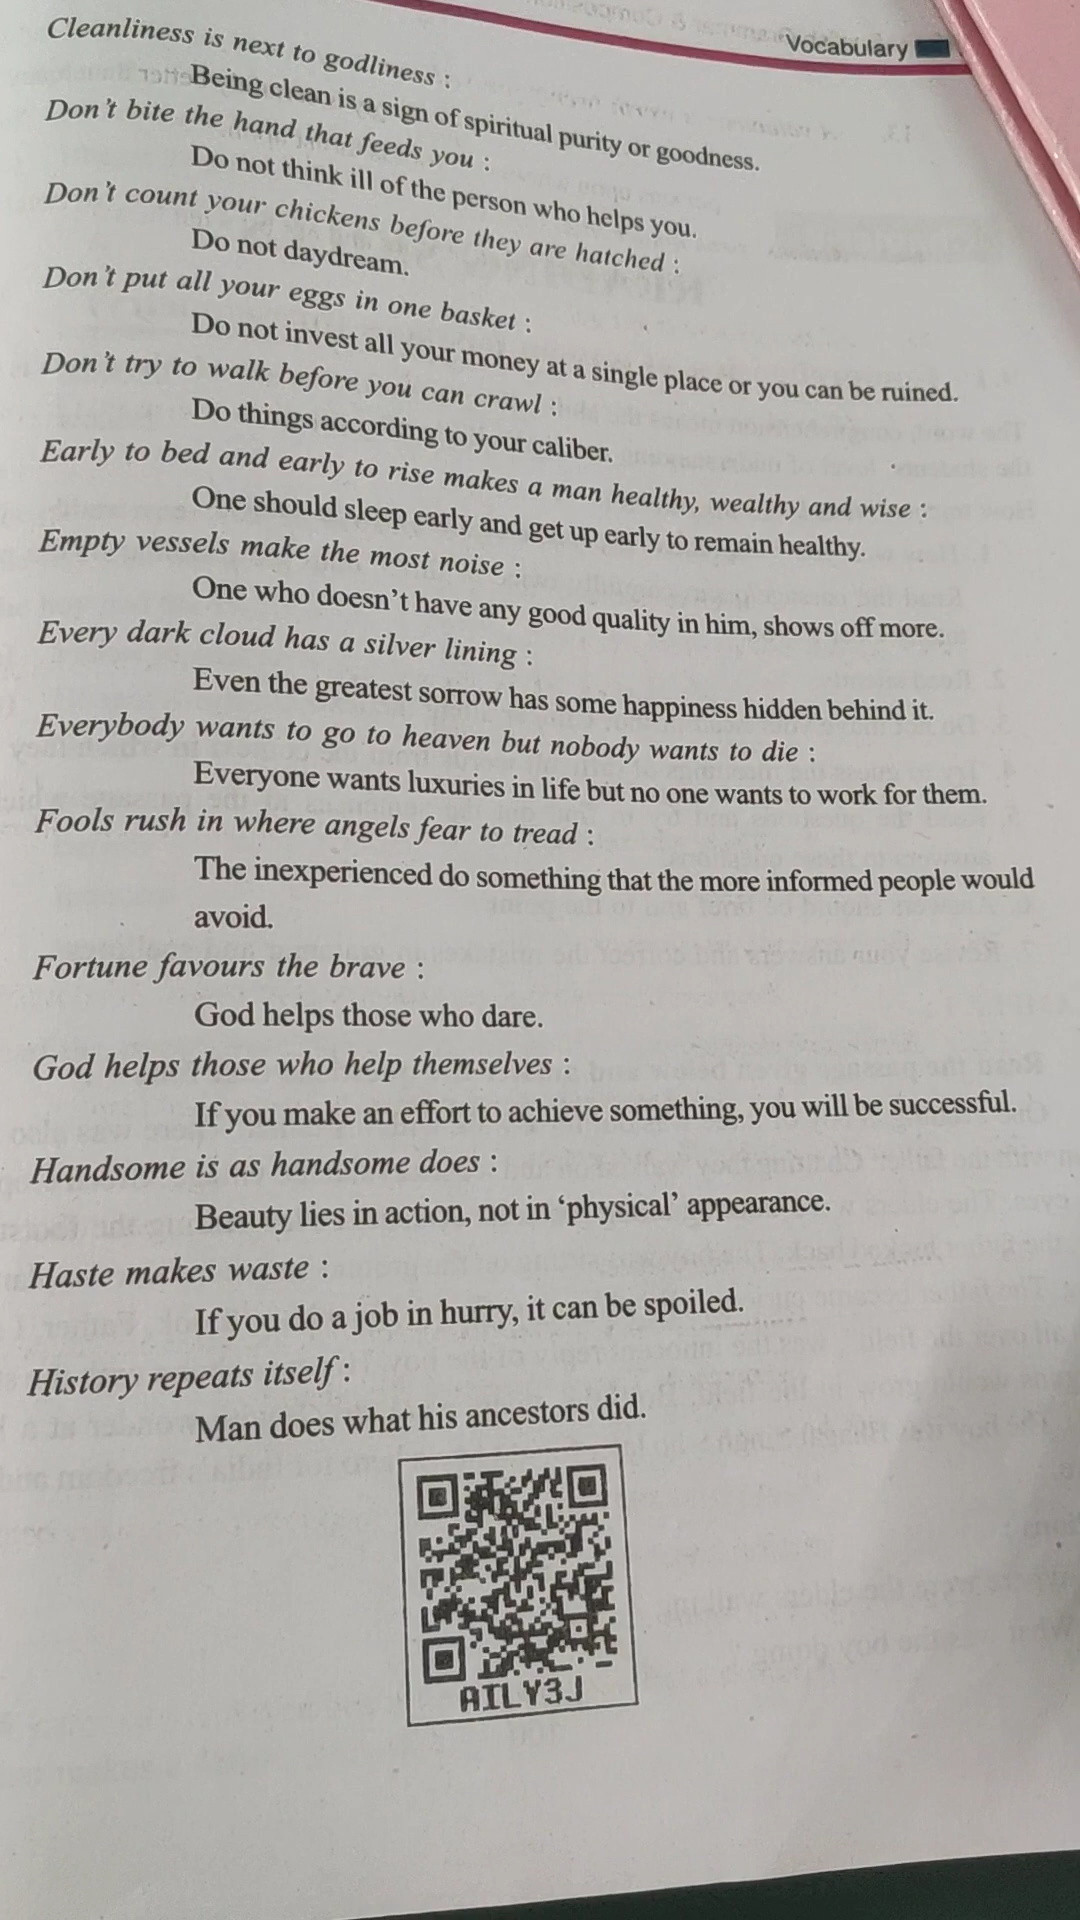 Vocabulary
Cleanliness is next to godliness :
Being clean is a sign of spiritual purity or goodness.
Don't bite the hand that feeds you :
Do not think ill of the person who helps you.
Don't count your chickens before they are hatched :
Do not daydream.
Don't put all your eggs in one basket :
Do not invest all your money at a single place or you can be ruined.
Don't try to walk before you can crawl :
Do things according to your caliber.
Early to bed and early to rise makes a man healthy, wealthy and wise :
One should sleep early and get up early to remain healthy.
Empty vessels make the most noise :
One who doesn't have any good quality in him, shows off more.
Every dark cloud has a silver lining :
Even the greatest sorrow has some happiness hidden behind it.
Everybody wants to go to heaven but nobody wants to die :
Everyone wants luxuries in life but no one wants to work for them.
Fools rush in where angels fear to tread :
The inexperienced do something that the more informed people would
avoid.
Fortune favours the brave :
God helps those who dare.
God helps those who help themselves :
If you make an effort to achieve something, you will be successful.
Handsome is as handsome does :
Beauty lies in action, not in ‘physical’ appearance.
Haste makes waste :
If you do a job in hurry, it can be spoiled.
History repeats itself :
Man does what his ancestors did.
AILY3J